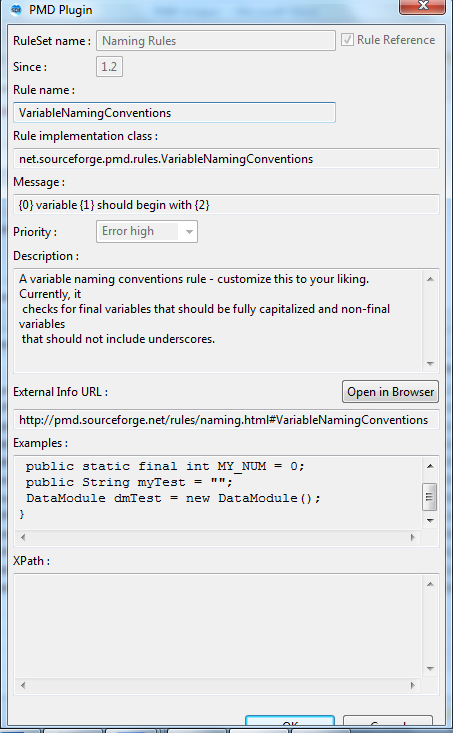 PMD Plugin
RuleSet name : Naming Rules Rule Reference
Since : 1.2
Rule name :
VariableNamingConventions
Rule implementation class :
net.sourceforge.pmd.rules.VariableNamingConventions
Message :
{0} variable {1} should begin with {2}
Priority : Error high
Description :
A variable naming conventions rule - customize this to your liking.
Currently, it
checks for final variables that should be fully capitalized and non-final
variables
that should not include underscores.
External Info URL : Open in Browser
http://pmd.sourceforge.net/rules/naming.html#VariableNamingConventions
Examples :
public static final int MY_NUM = 0;
public String myTest = "";
DataModule dmTest = new DataModule();
}
XPath :